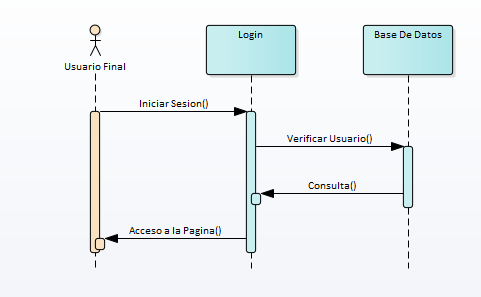 Login
Base De Datos
Usuario Final
Iniciar Sesion()
Verificar Usuario()
Consulta()
Acceso a la Pagina()